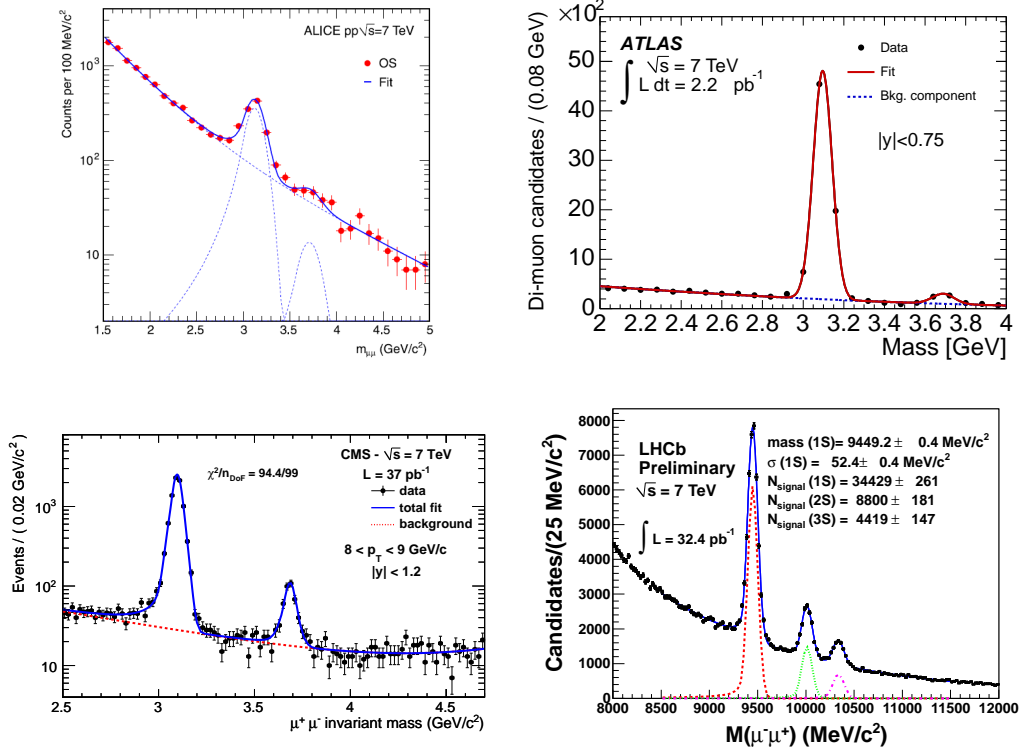 ALICE pp√s=7 TeV
OS
Fit
Counts per 100 MeV/c²
10³
10²
10
1.5 2 2.5 3 3.5 4 4.5 5
m_μμ (GeV/c²)
×10²
ATLAS
√s = 7 TeV
∫ L dt = 2.2 pb⁻¹
Data
Fit
Bkg. component
|y|<0.75
Di-muon candidates / (0.08 GeV)
50
40
30
20
10
0
2 2.2 2.4 2.6 2.8 3 3.2 3.4 3.6 3.8 4
Mass [GeV]
χ²/n_DoF = 94.4/99
CMS - √s = 7 TeV
L = 37 pb⁻¹
data
total fit
background
8 < p_T < 9 GeV/c
|y| < 1.2
Events / ( 0.02 GeV/c² )
10³
10²
10
2.5 3 3.5 4 4.5
μ⁺ μ⁻ invariant mass (GeV/c²)
LHCb
Preliminary
√s = 7 TeV
∫ L = 32.4 pb⁻¹
mass (1S)= 9449.2 ± 0.4 MeV/c²
σ (1S) = 52.4 ± 0.4 MeV/c²
N_signal (1S) = 34429 ± 261
N_signal (2S) = 8800 ± 181
N_signal (3S) = 4419 ± 147
Candidates/(25 MeV/c²)
8000
7000
6000
5000
4000
3000
2000
1000
0
8000 8500 9000 9500 10000 10500 11000 11500 12000
M(μ⁻μ⁺) (MeV/c²)